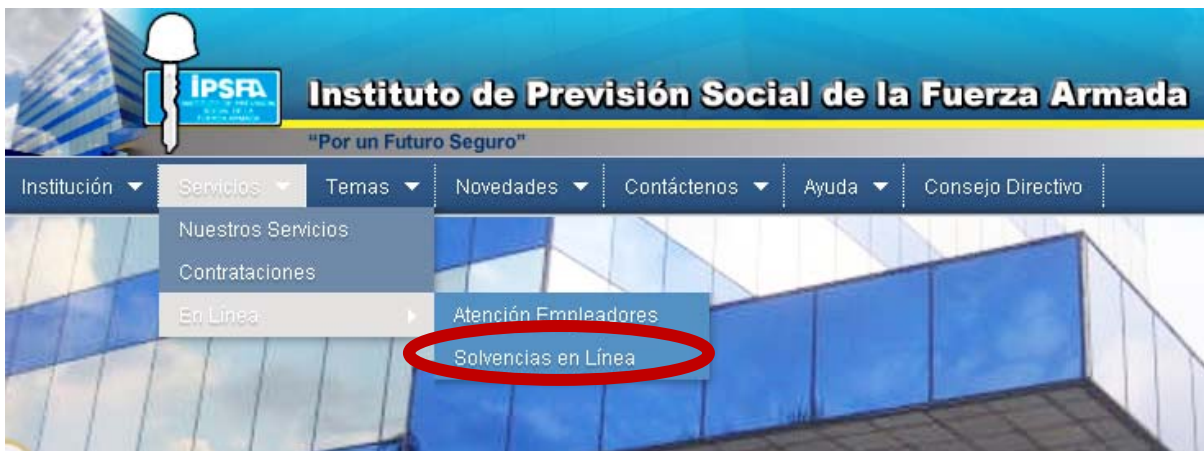 IPSFA
Instituto de Previsión Social de la Fuerza Armada
"Por un Futuro Seguro"
Institución
Servicios
Temas
Novedades
Contáctenos
Ayuda
Consejo Directivo
Nuestros Servicios
Contrataciones
En Línea
Atención Empleadores
Solvencias en Línea